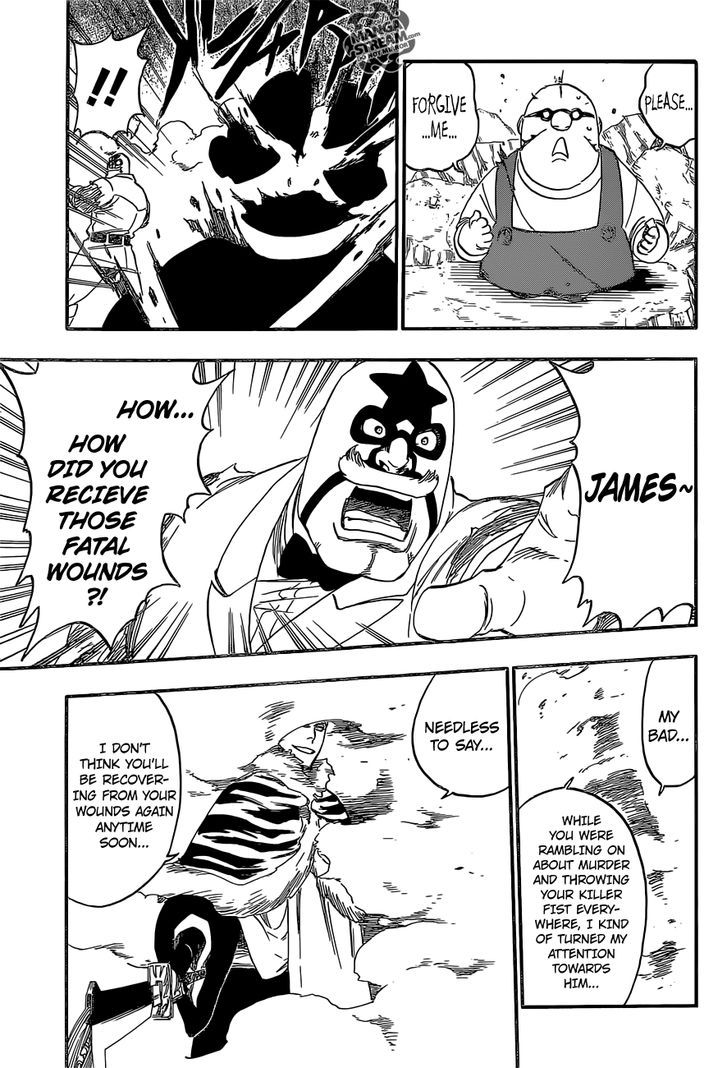 PLEASE...
FORGIVE
...ME...
MANGA
STREAM
!!
JAMES~
HOW...
HOW
DID YOU
RECIEVE
THOSE
FATAL
WOUNDS
?!
MY
BAD...
WHILE
YOU WERE
RAMBLING ON
ABOUT MURDER
AND THROWING
YOUR KILLER
FIST EVERY-
WHERE, I KIND
OF TURNED MY
ATTENTION
TOWARDS
HIM...
NEEDLESS
TO SAY...
I DON'T
THINK YOU'LL
BE RECOVER-
ING FROM YOUR
WOUNDS AGAIN
ANYTIME
SOON...